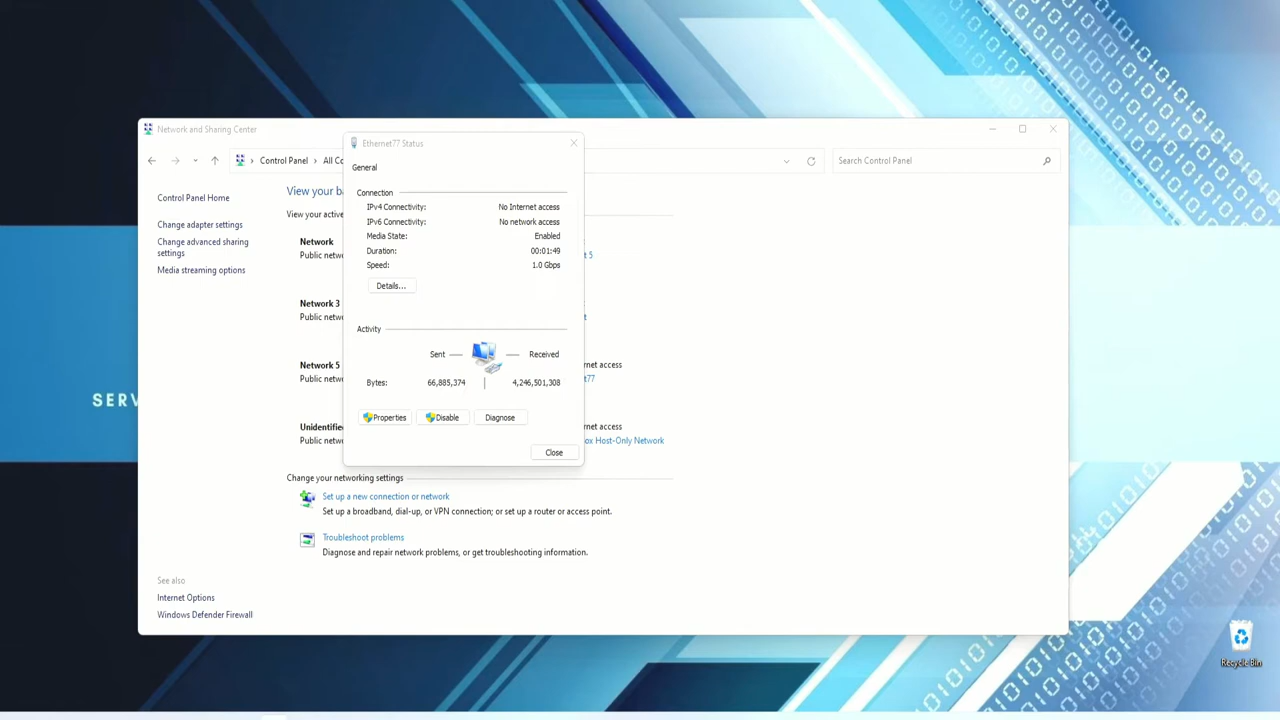 Network and Sharing Center
Control Panel All Co
Search Control Panel
Control Panel Home
Change adapter settings
Change advanced sharing
settings
Media streaming options
See also
Internet Options
Windows Defender Firewall
View your ba
View your active
Network
Public netwo
t 5
Network 3
Public networ
t
Network 5
Public networ
rnet access
t77
Unidentifie
Public networ
rnet access
ox Host-Only Network
Change your networking settings
Set up a new connection or network
Set up a broadband, dial-up, or VPN connection; or set up a router or access point.
Troubleshoot problems
Diagnose and repair network problems, or get troubleshooting information.
Ethernet77 Status
General
Connection
IPv4 Connectivity: No Internet access
IPv6 Connectivity: No network access
Media State: Enabled
Duration: 00:01:49
Speed: 1.0 Gbps
Details...
Activity
Sent Received
Bytes: 66,885,374 4,246,501,308
Properties Disable Diagnose
Close
SERV
Recycle Bin